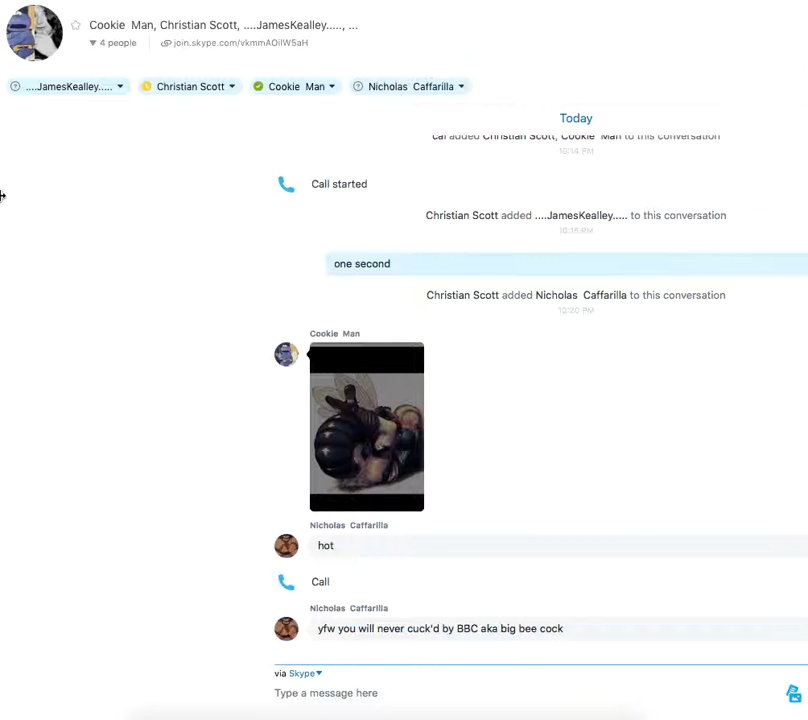 Cookie Man, Christian Scott, ....JamesKealley....., ...
4 people
join.skype.com/vkmmAOilW5aH
....JamesKealley.....
Christian Scott
Cookie Man
Nicholas Caffarilla
Today
cal added Christian Scott, Cookie Man to this conversation
10:14 PM
Call started
Christian Scott added ....JamesKealley..... to this conversation
10:15 PM
one second
Christian Scott added Nicholas Caffarilla to this conversation
10:20 PM
Cookie Man
Nicholas Caffarilla
hot
Call
Nicholas Caffarilla
yfw you will never cuck'd by BBC aka big bee cock
via Skype
Type a message here